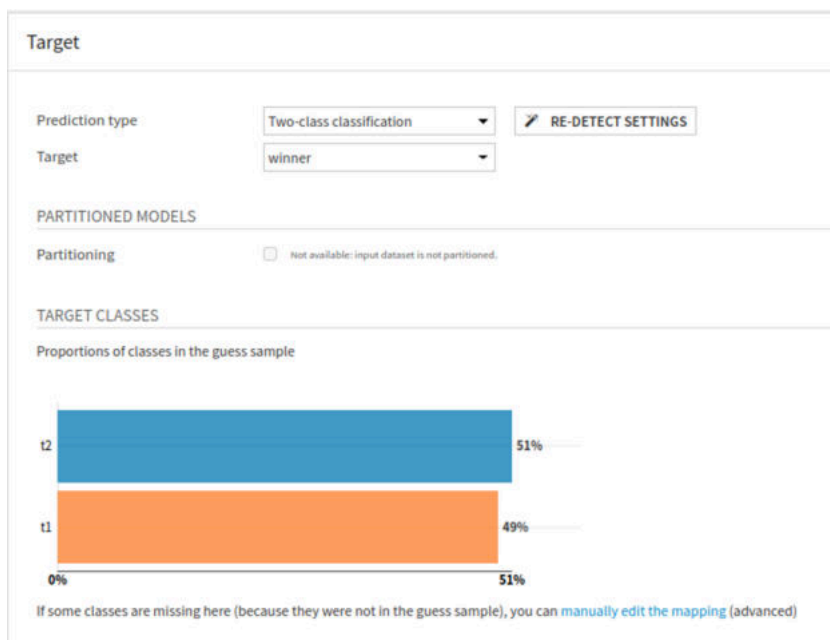 Target
Prediction type Two-class classification RE-DETECT SETTINGS
Target winner
PARTITIONED MODELS
Partitioning Not available: input dataset is not partitioned.
TARGET CLASSES
Proportions of classes in the guess sample
t2 51%
t1 49%
0% 51%
If some classes are missing here (because they were not in the guess sample), you can manually edit the mapping (advanced)